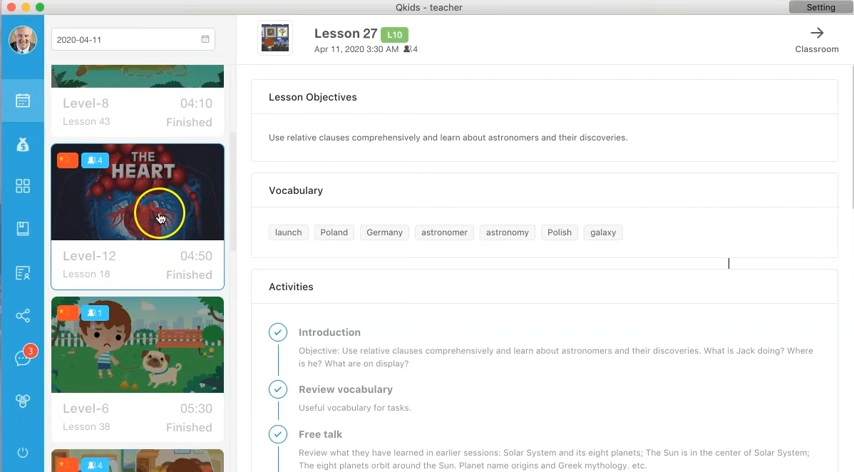 Qkids - teacher
Setting
2020-04-11
Level-8 04:10
Lesson 43 Finished
4
THE
HEART
Level-12 04:50
Lesson 18 Finished
1
Level-6 05:30
Lesson 38 Finished
4
3
Lesson 27 L10
Apr 11, 2020 3:30 AM 4
Classroom
Lesson Objectives
Use relative clauses comprehensively and learn about astronomers and their discoveries.
Vocabulary
launch Poland Germany astronomer astronomy Polish galaxy
Activities
Introduction
Objective: Use relative clauses comprehensively and learn about astronomers and their discoveries. What is Jack doing? Where
is he? What are on display?
Review vocabulary
Useful vocabulary for tasks.
Free talk
Review what they have learned in earlier sessions: Solar System and its eight planets; The Sun is in the center of Solar System;
The eight planets orbit around the Sun. Planet name origins and Greek mythology. etc.